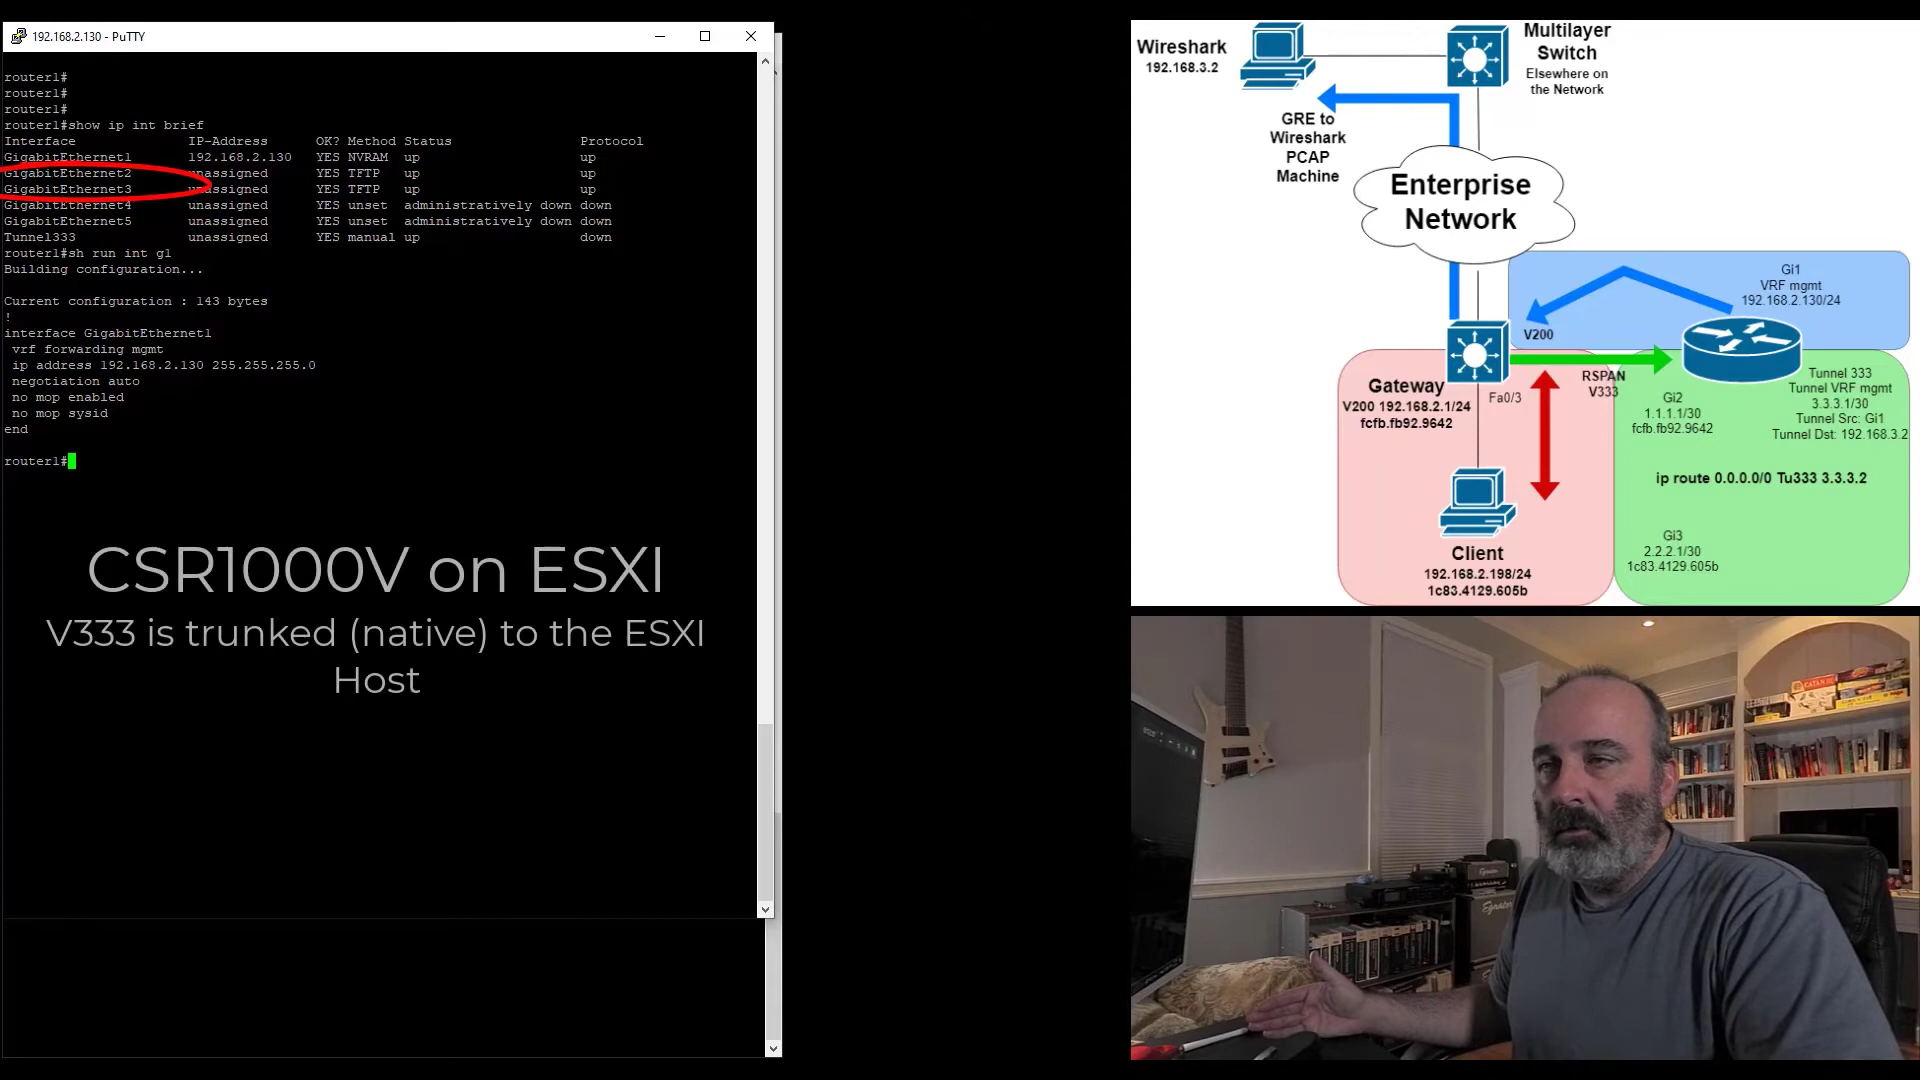 192.168.2.130 - PuTTY
router1#
router1#
router1#
router1#show ip int brief
Interface IP-Address OK? Method Status Protocol
GigabitEthernet1 192.168.2.130 YES NVRAM up up
GigabitEthernet2 unassigned YES TFTP up up
GigabitEthernet3 unassigned YES TFTP up up
GigabitEthernet4 unassigned YES unset administratively down down
GigabitEthernet5 unassigned YES unset administratively down down
Tunnel333 unassigned YES manual up down
router1#sh run int g1
Building configuration...
Current configuration : 143 bytes
!
interface GigabitEthernet1
vrf forwarding mgmt
ip address 192.168.2.130 255.255.255.0
negotiation auto
no mop enabled
no mop sysid
end
router1#
CSR1000V on ESXI
V333 is trunked (native) to the ESXI
Host
Wireshark
192.168.3.2
Multilayer
Switch
Elsewhere on
the Network
GRE to
Wireshark
PCAP
Machine
Enterprise
Network
Gi1
VRF mgmt
192.168.2.130/24
V200
Gateway
V200 192.168.2.1/24
fcfb.fb92.9642
Fa0/3
RSPAN
V333
Gi2
1.1.1.1/30
fcfb.fb92.9642
Tunnel 333
Tunnel VRF mgmt
3.3.3.1/30
Tunnel Src: Gi1
Tunnel Dst: 192.168.3.2
ip route 0.0.0.0/0 Tu333 3.3.3.2
Gi3
2.2.2.1/30
1c83.4129.605b
Client
192.168.2.198/24
1c83.4129.605b
CATAN
Egnater